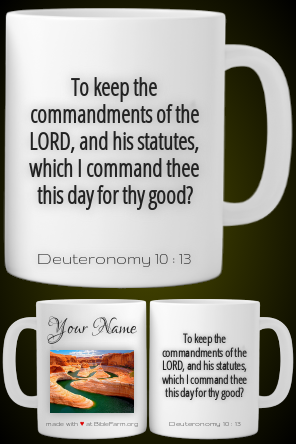 To keep the
commandments of the
LORD, and his statutes,
which I command thee
this day for thy good?
Deuteronomy 10 : 13
Your Name
made with ♥ at BibleFarm.org
To keep the
commandments of the
LORD, and his statutes,
which I command thee
this day for thy good?
Deuteronomy 10 : 13